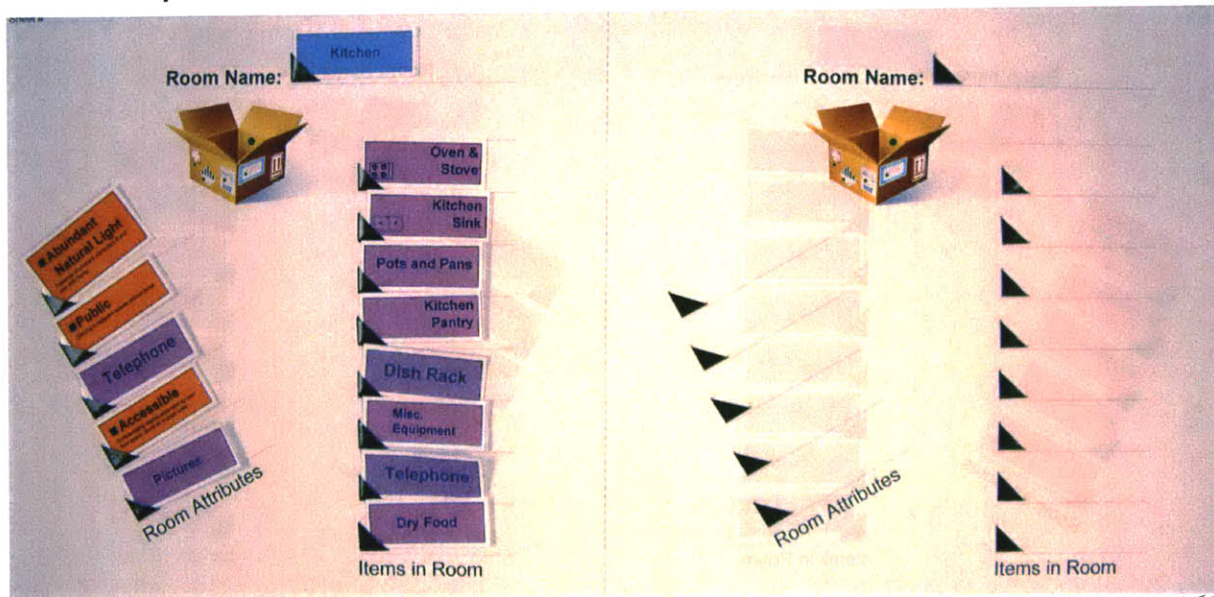 Sheet #
Kitchen
Room Name:
Oven &
Stove
Kitchen
Sink
Pots and Pans
Kitchen
Pantry
Dish Rack
Misc.
Equipment
Telephone
Dry Food
Items in Room
Abundant
Natural Light
Public
Telephone
Accessible
Pictures
Room Attributes
Room Name:
Room Attributes
Items in Room